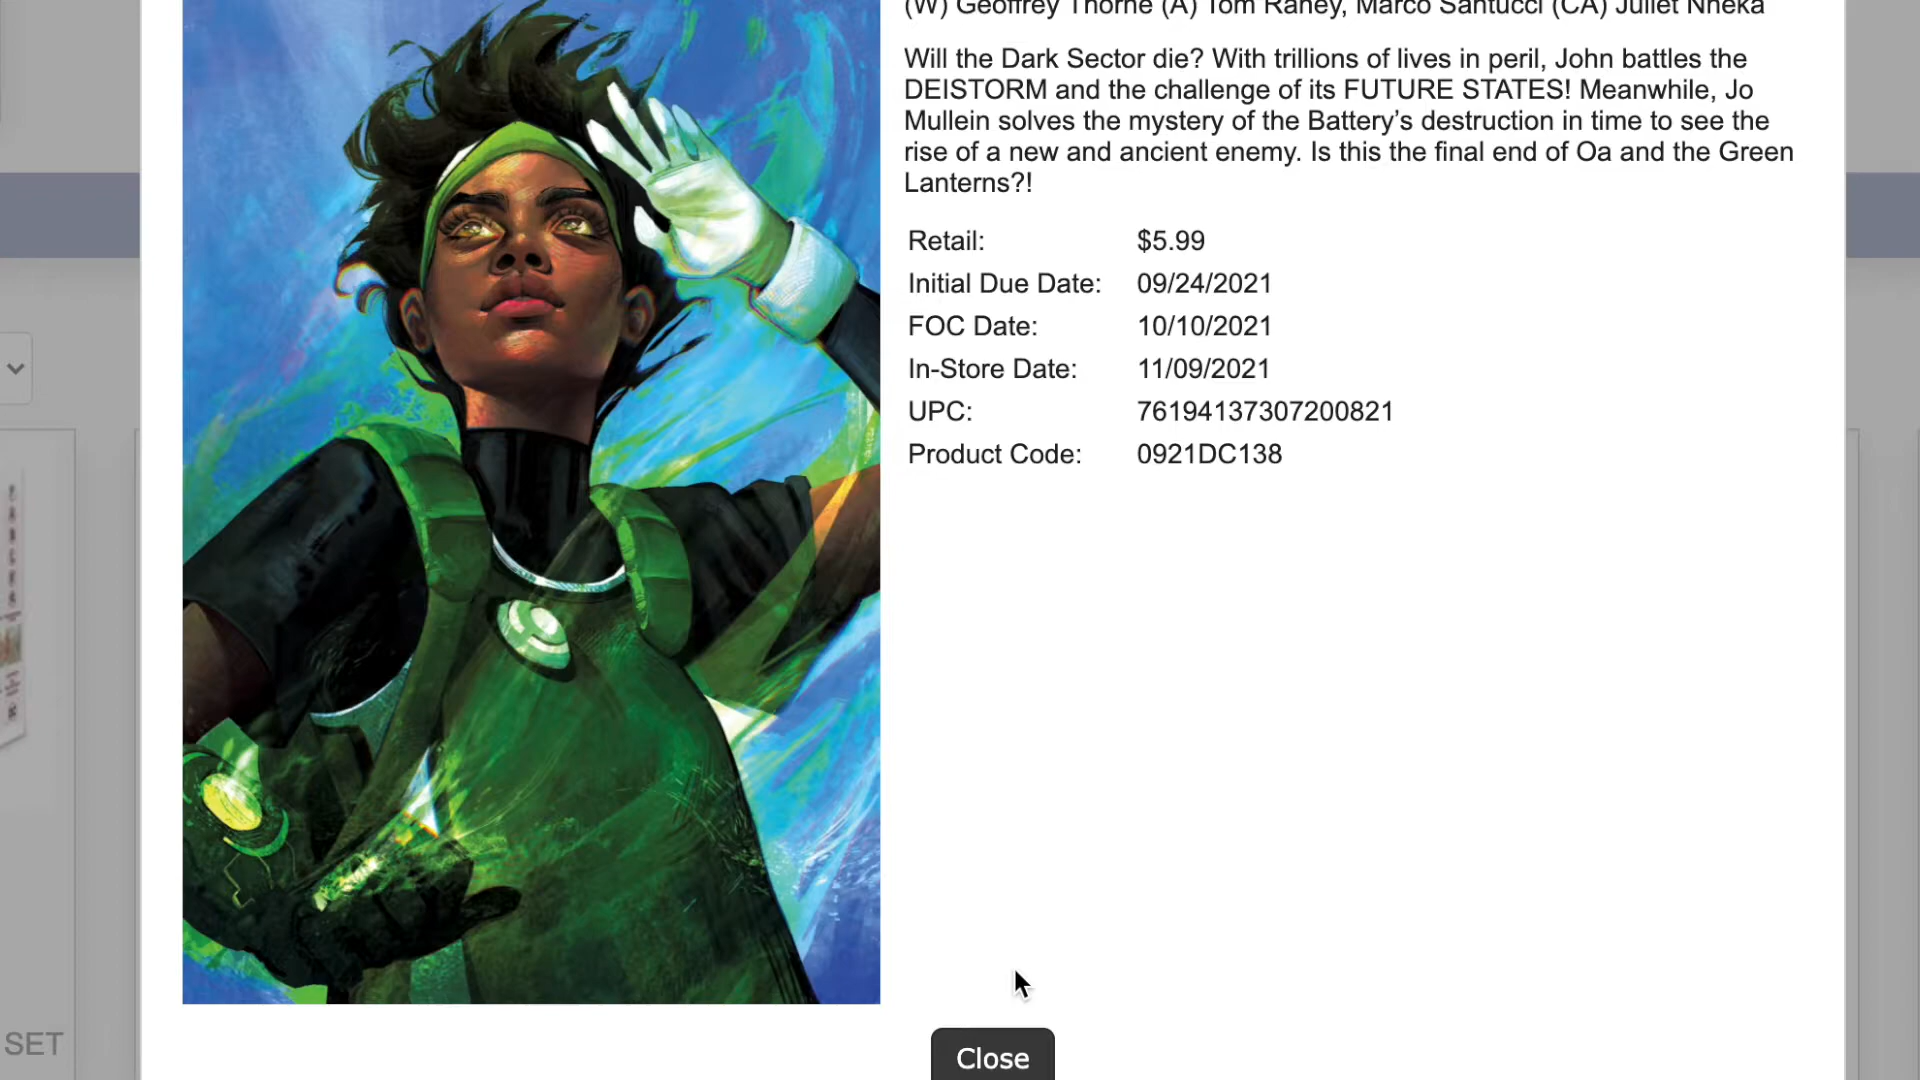 (W) Geoffrey Thorne (A) Tom Raney, Marco Santucci (CA) Juliet Nneka
Will the Dark Sector die? With trillions of lives in peril, John battles the
DEISTORM and the challenge of its FUTURE STATES! Meanwhile, Jo
Mullein solves the mystery of the Battery’s destruction in time to see the
rise of a new and ancient enemy. Is this the final end of Oa and the Green
Lanterns?!
Retail: $5.99
Initial Due Date: 09/24/2021
FOC Date: 10/10/2021
In-Store Date: 11/09/2021
UPC: 76194137307200821
Product Code: 0921DC138
SET
Close